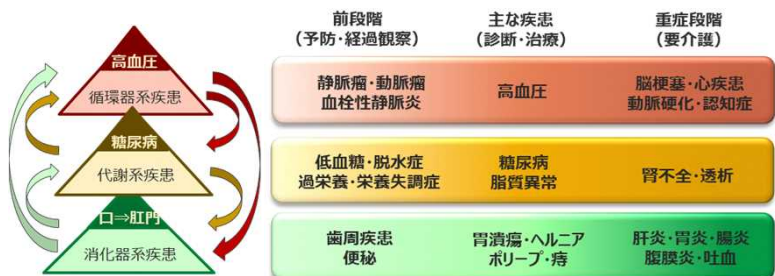 前段階
（予防・経過観察）
主な疾患
（診断・治療）
重症段階
（要介護）
高血圧
循環器系疾患
静脈瘤・動脈瘤
血栓性静脈炎
高血圧
脳梗塞・心疾患
動脈硬化・認知症
糖尿病
代謝系疾患
低血糖・脱水症
過栄養・栄養失調症
糖尿病
脂質異常
腎不全・透析
口⇒肛門
消化器系疾患
歯周疾患
便秘
胃潰瘍・ヘルニア
ポリープ・痔
肝炎・胃炎・腸炎
腹膜炎・吐血